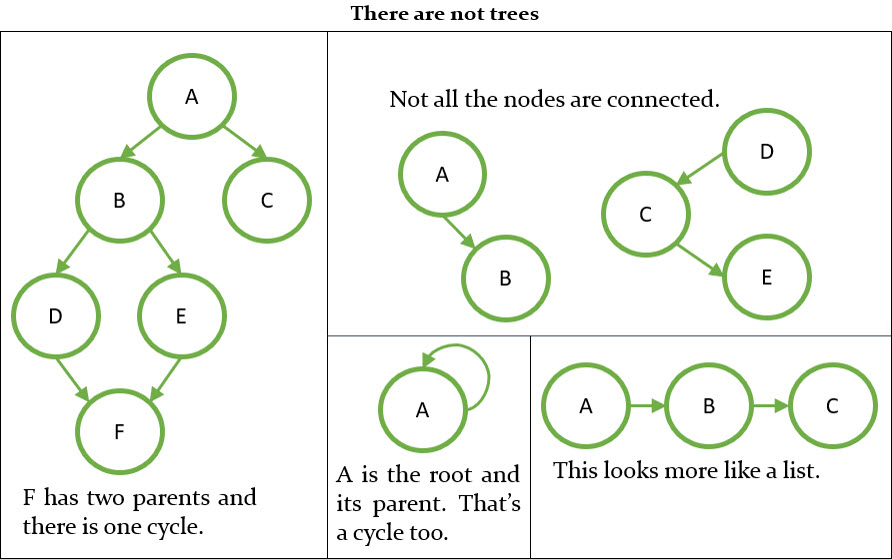 There are not trees
A
B
C
D
E
F
F has two parents and
there is one cycle.
Not all the nodes are connected.
A
B
D
C
E
A
A is the root and
its parent. That's
a cycle too.
A
B
C
This looks more like a list.